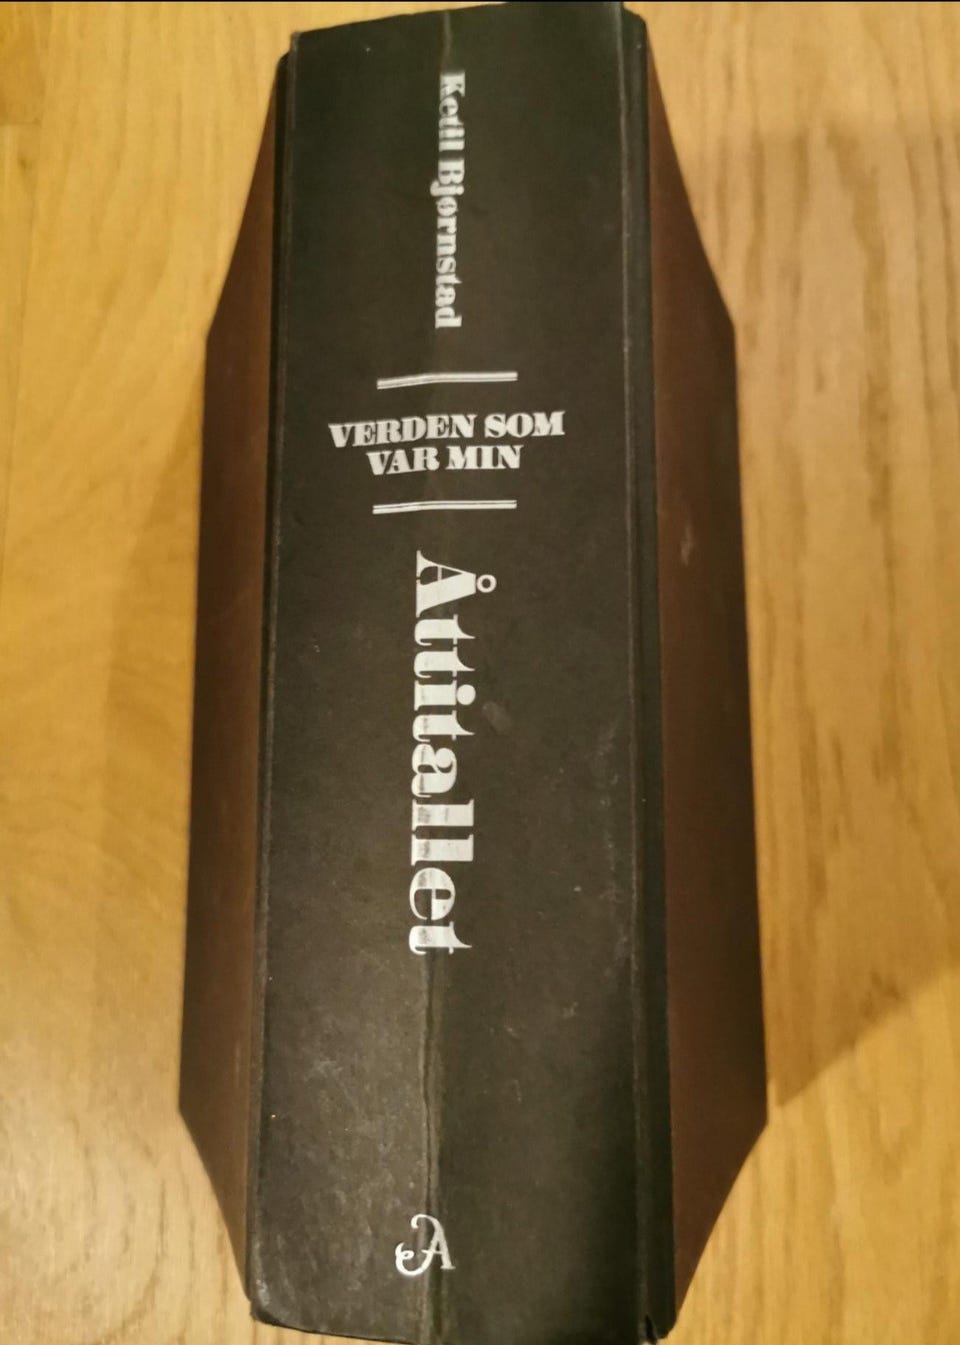 Ketil Bjørnstad
VERDEN SOM
VAR MIN
Åttitallet
A